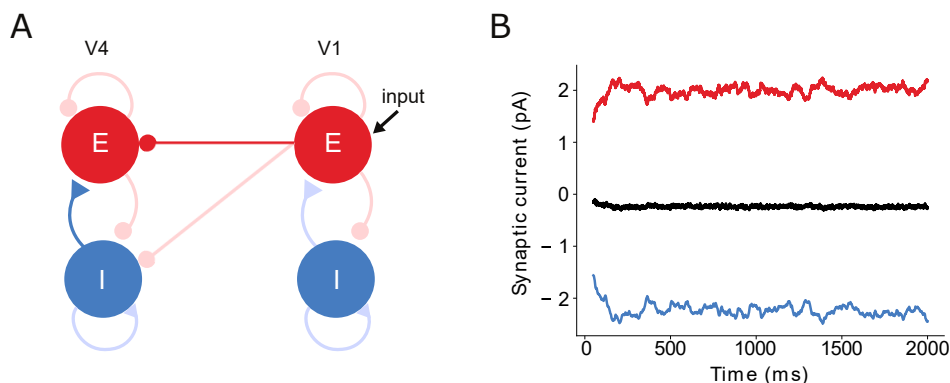 A
V4
V1
input
E
E
I
I
B
Synaptic current (pA)
2
1
0
− 1
− 2
0
500
1000
1500
2000
Time (ms)